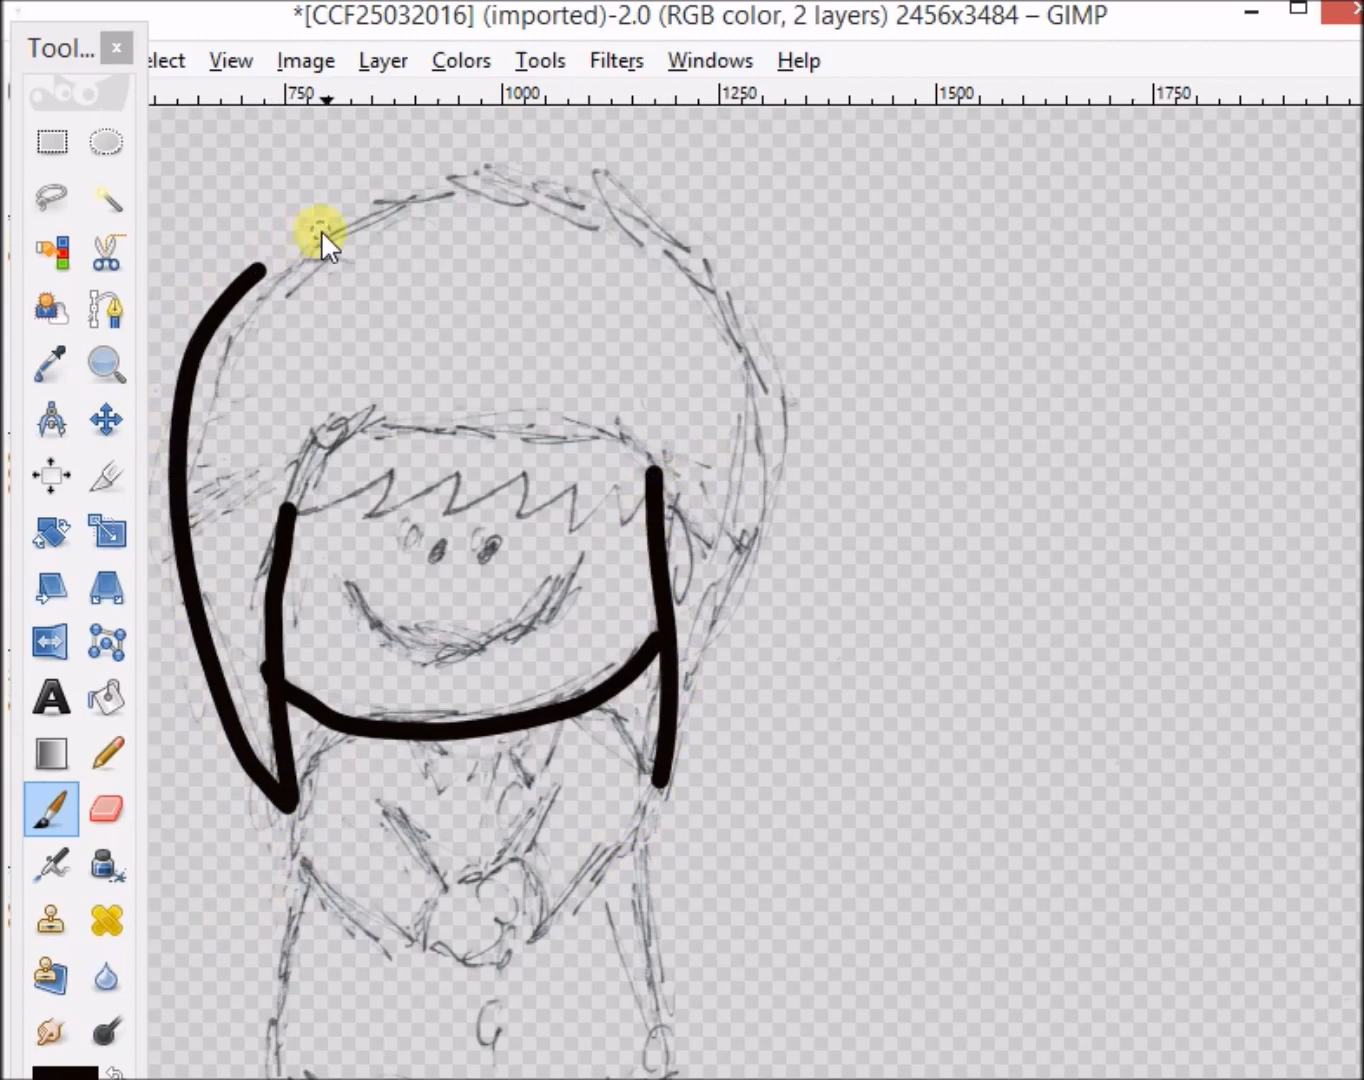 *[CCF25032016] (imported)-2.0 (RGB color, 2 layers) 2456x3484 – GIMP
Tool... x
lect View Image Layer Colors Tools Filters Windows Help
750 1000 1250 1500 1750
A